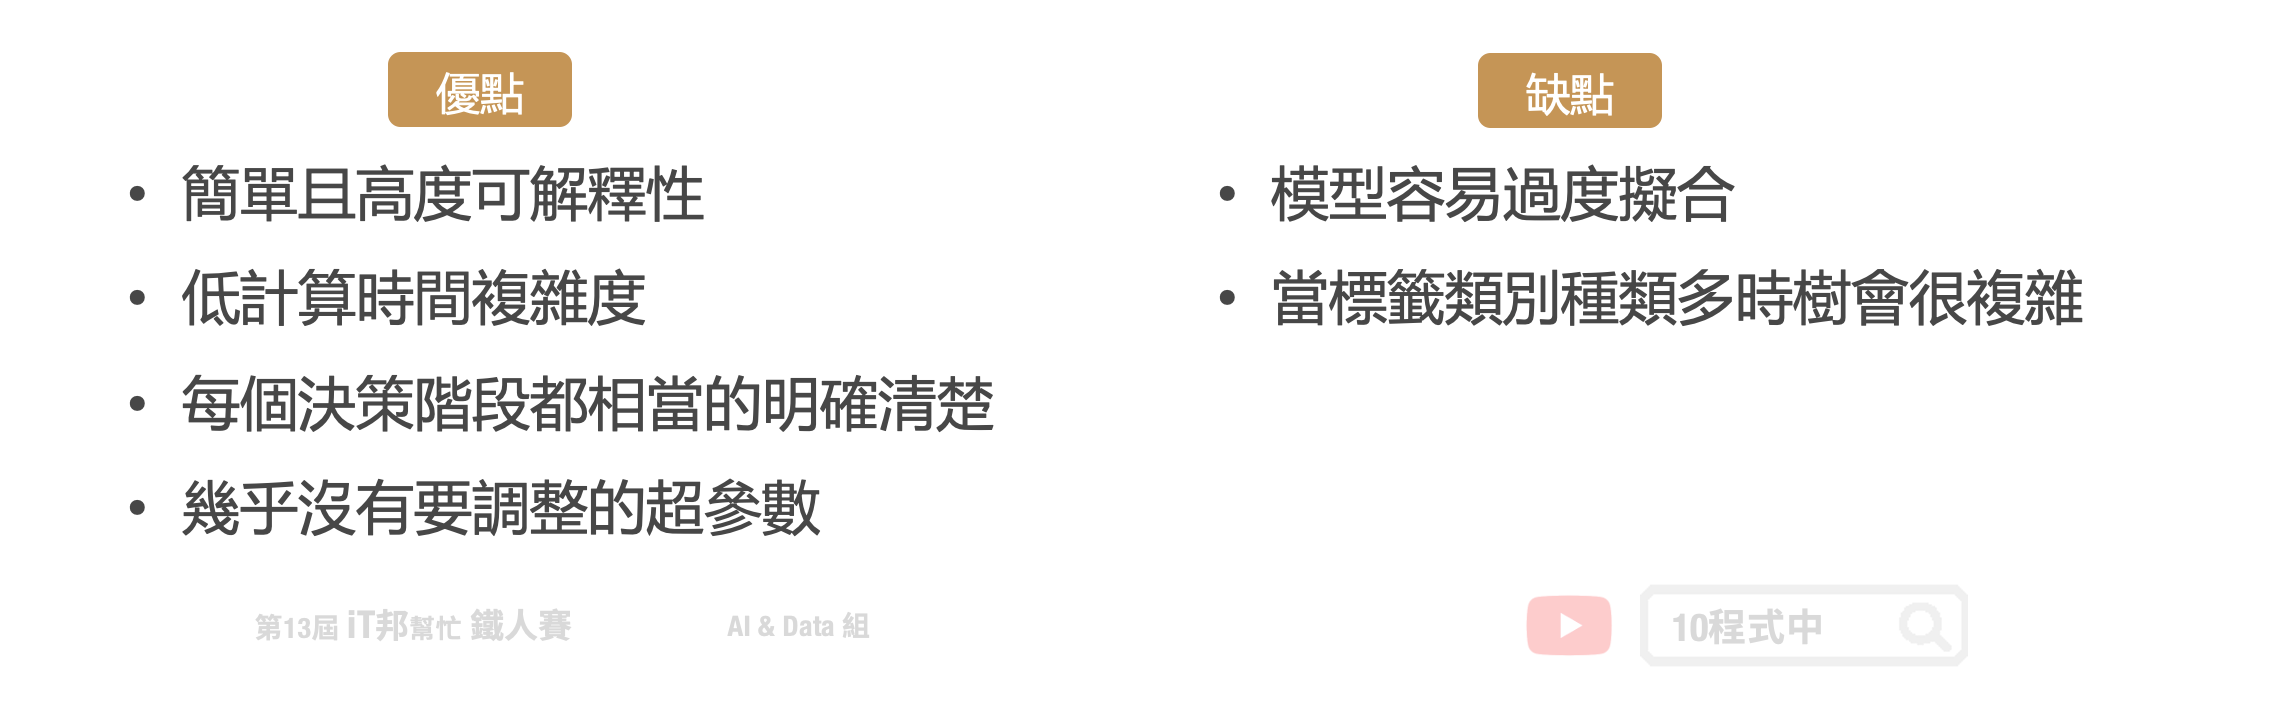 優點
• 簡單且高度可解釋性
• 低計算時間複雜度
• 每個決策階段都相當的明確清楚
• 幾乎沒有要調整的超參數
缺點
• 模型容易過度擬合
• 當標籤類別種類多時樹會很複雜
第13屆 iT邦幫忙 鐵人賽
AI & Data 組
10程式中